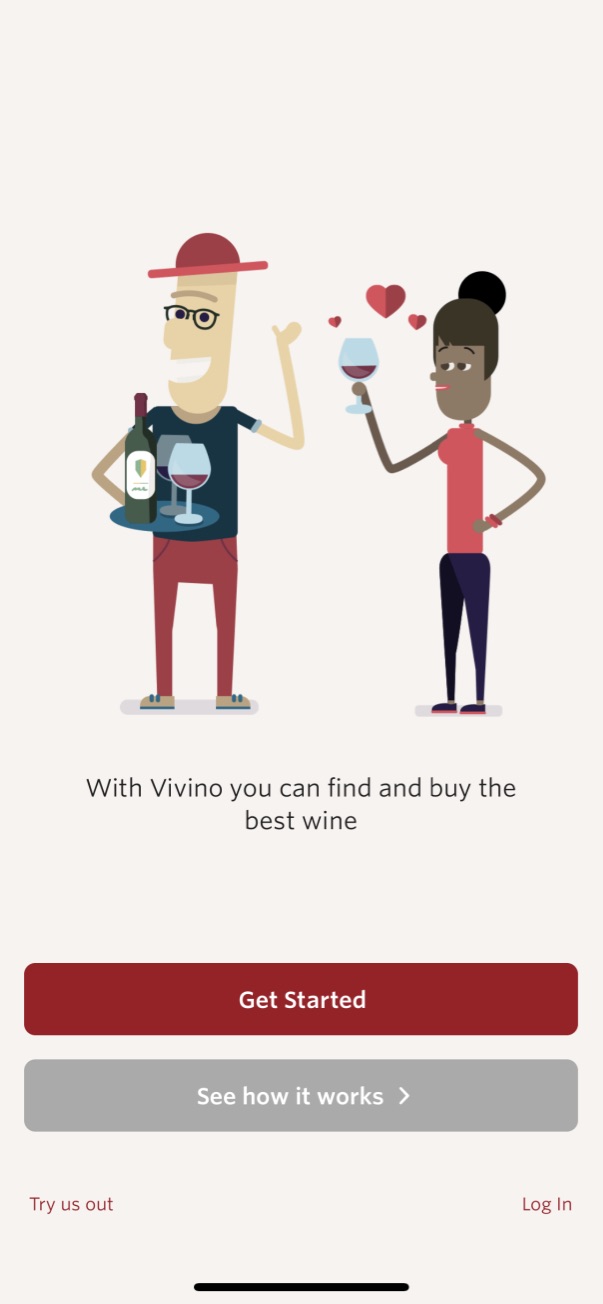 With Vivino you can find and buy the
best wine
Get Started
See how it works
Try us out
Log In